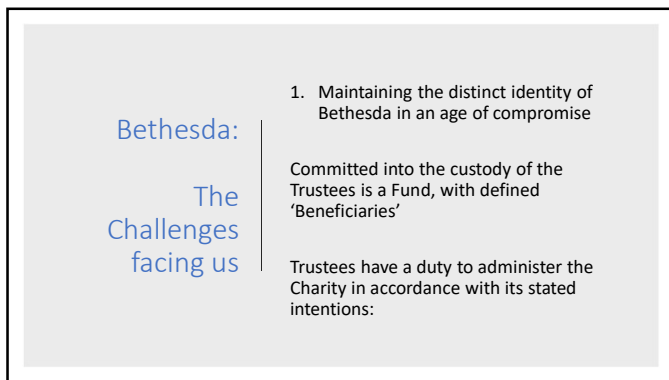 Bethesda:
The
Challenges
facing us
1. Maintaining the distinct identity of
Bethesda in an age of compromise
Committed into the custody of the
Trustees is a Fund, with defined
‘Beneficiaries’
Trustees have a duty to administer the
Charity in accordance with its stated
intentions: